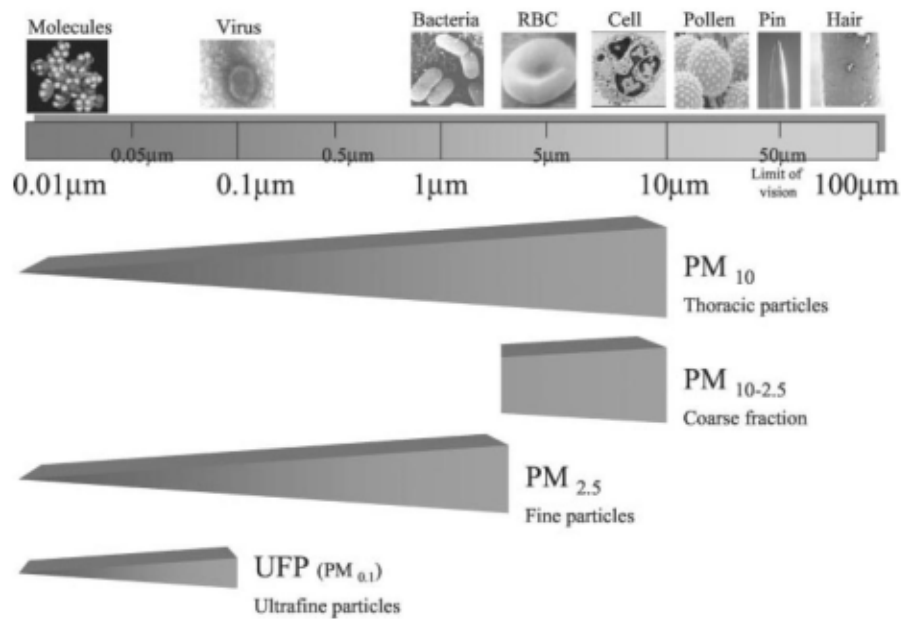 Molecules Virus Bacteria RBC Cell Pollen Pin Hair
0.05μm 0.5μm 5μm 50μm
0.01μm 0.1μm 1μm 10μm Limit of vision 100μm
PM 10
Thoracic particles
PM 10-2.5
Coarse fraction
PM 2.5
Fine particles
UFP (PM 0.1)
Ultrafine particles